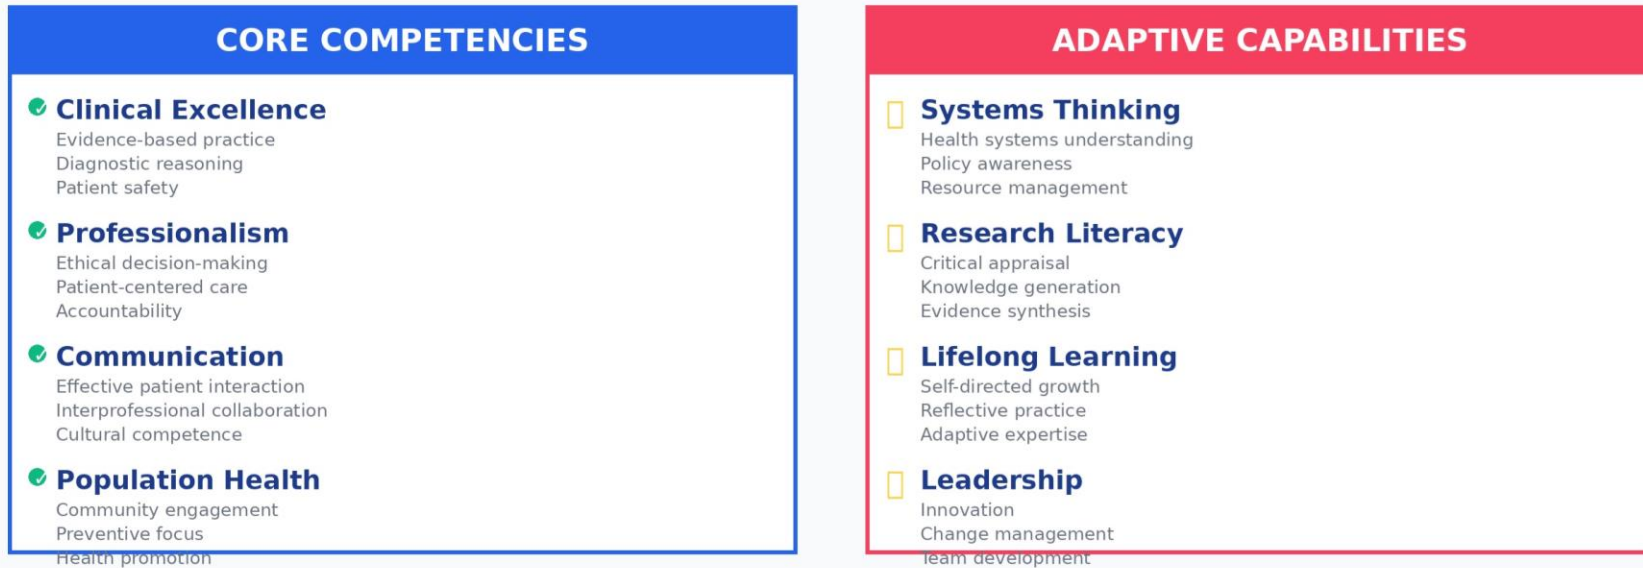 CORE COMPETENCIES
Clinical Excellence
Evidence-based practice
Diagnostic reasoning
Patient safety
Professionalism
Ethical decision-making
Patient-centered care
Accountability
Communication
Effective patient interaction
Interprofessional collaboration
Cultural competence
Population Health
Community engagement
Preventive focus
Health promotion
ADAPTIVE CAPABILITIES
Systems Thinking
Health systems understanding
Policy awareness
Resource management
Research Literacy
Critical appraisal
Knowledge generation
Evidence synthesis
Lifelong Learning
Self-directed growth
Reflective practice
Adaptive expertise
Leadership
Innovation
Change management
Team development